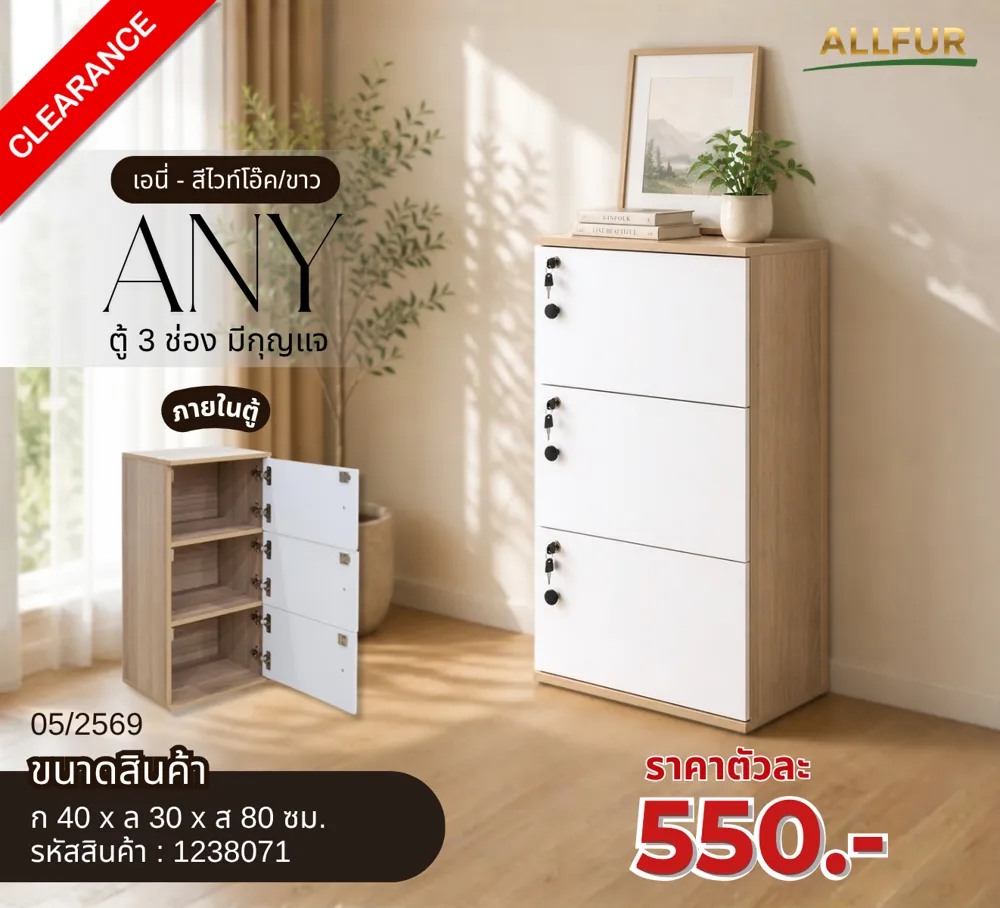 CLEARANCE
ALLFUR
เอนี่ - สีไวท์โอ๊ค/ขาว
ANY
ตู้ 3 ช่อง มีกุญแจ
ภายในตู้
KINFOLK
05/2569
ขนาดสินค้า
ก 40 x ล 30 x ส 80 ซม.
รหัสสินค้า : 1238071
ราคาตัวละ
550.-